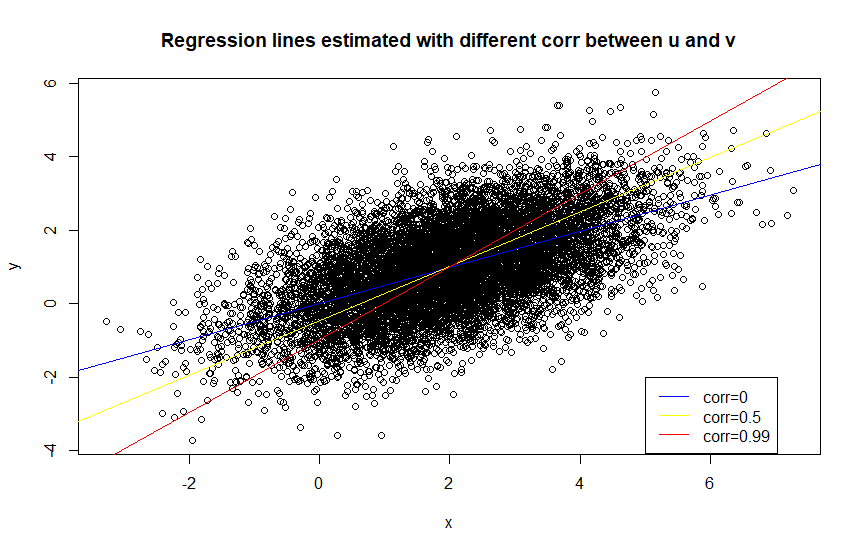 Regression lines estimated with different corr between u and v
6
4
2
0
-2
-4
y
-2
0
2
4
6
x
corr=0
corr=0.5
corr=0.99